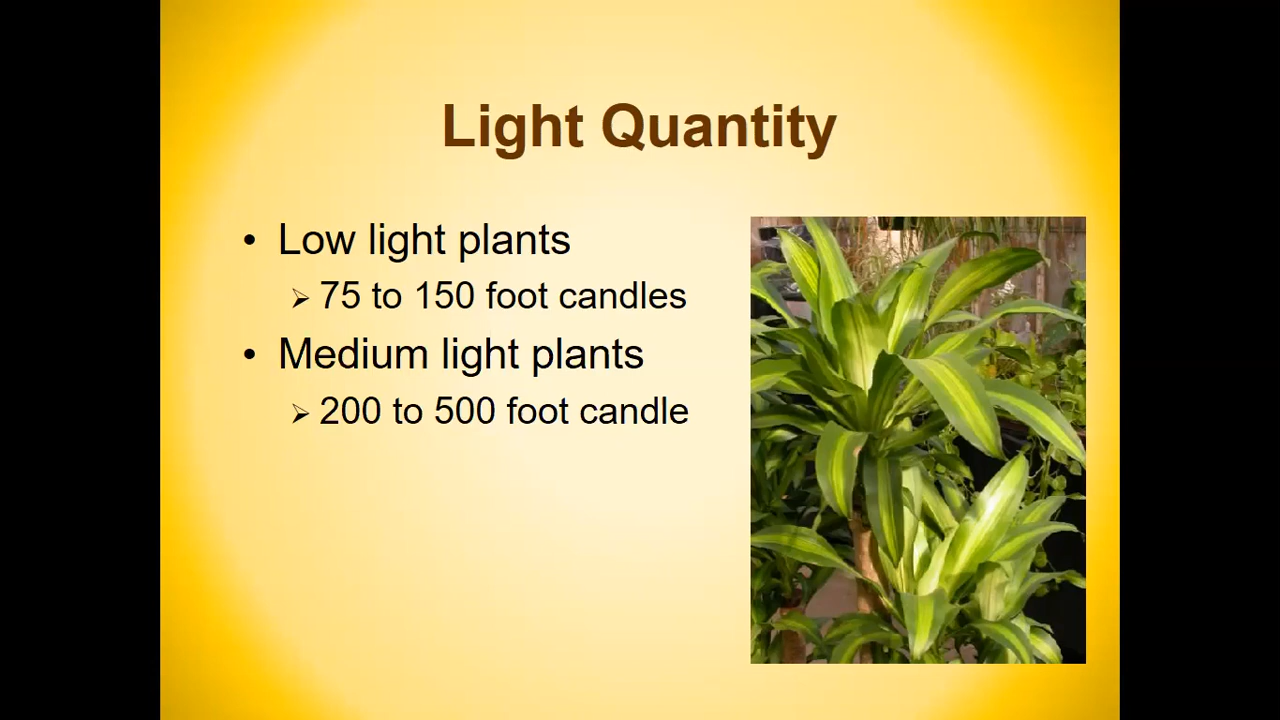 Light Quantity
• Low light plants
➢ 75 to 150 foot candles
• Medium light plants
➢ 200 to 500 foot candle